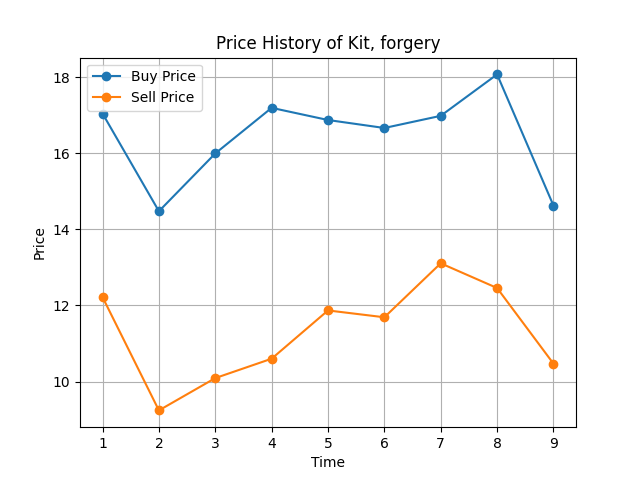 Price History of Kit, forgery
Buy Price
Sell Price
18
16
14
12
10
Price
1 2 3 4 5 6 7 8 9
Time